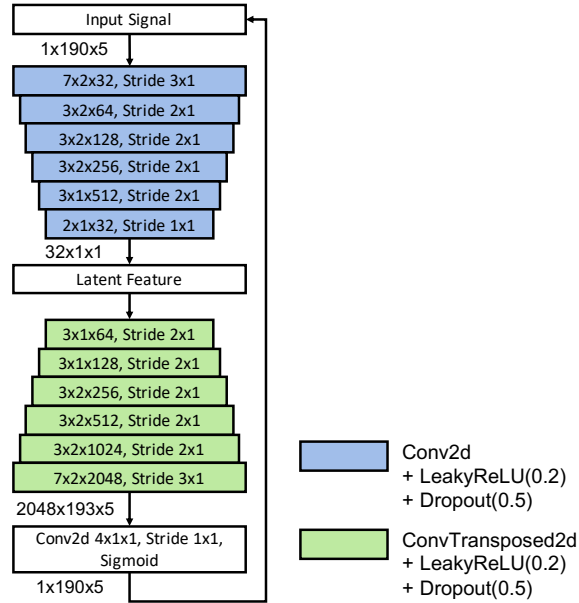 Input Signal
1x190x5
7x2x32, Stride 3x1
3x2x64, Stride 2x1
3x2x128, Stride 2x1
3x2x256, Stride 2x1
3x1x512, Stride 2x1
2x1x32, Stride 1x1
32x1x1
Latent Feature
3x1x64, Stride 2x1
3x1x128, Stride 2x1
3x2x256, Stride 2x1
3x2x512, Stride 2x1
3x2x1024, Stride 2x1
7x2x2048, Stride 3x1
2048x193x5
Conv2d 4x1x1, Stride 1x1,
Sigmoid
1x190x5
Conv2d
+ LeakyReLU(0.2)
+ Dropout(0.5)
ConvTransposed2d
+ LeakyReLU(0.2)
+ Dropout(0.5)